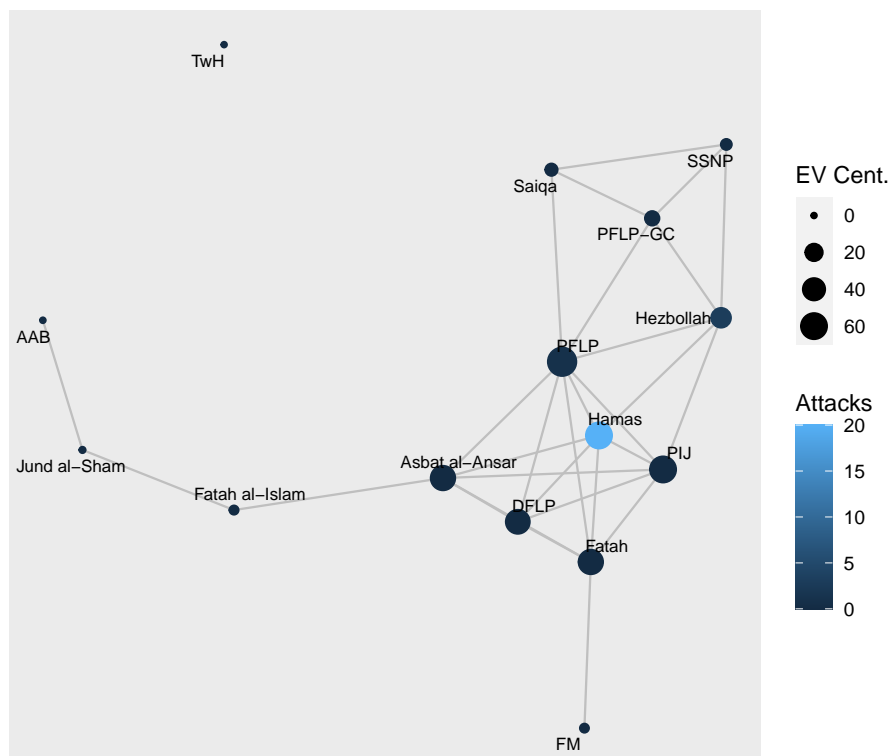 TwH
SSNP
Saiqa
PFLP−GC
Hezbollah
AAB
PFLP
Hamas
PIJ
Asbat al−Ansar
Jund al−Sham
Fatah al−Islam
DFLP
Fatah
FM
EV Cent.
0
20
40
60
Attacks
20
15
10
5
0